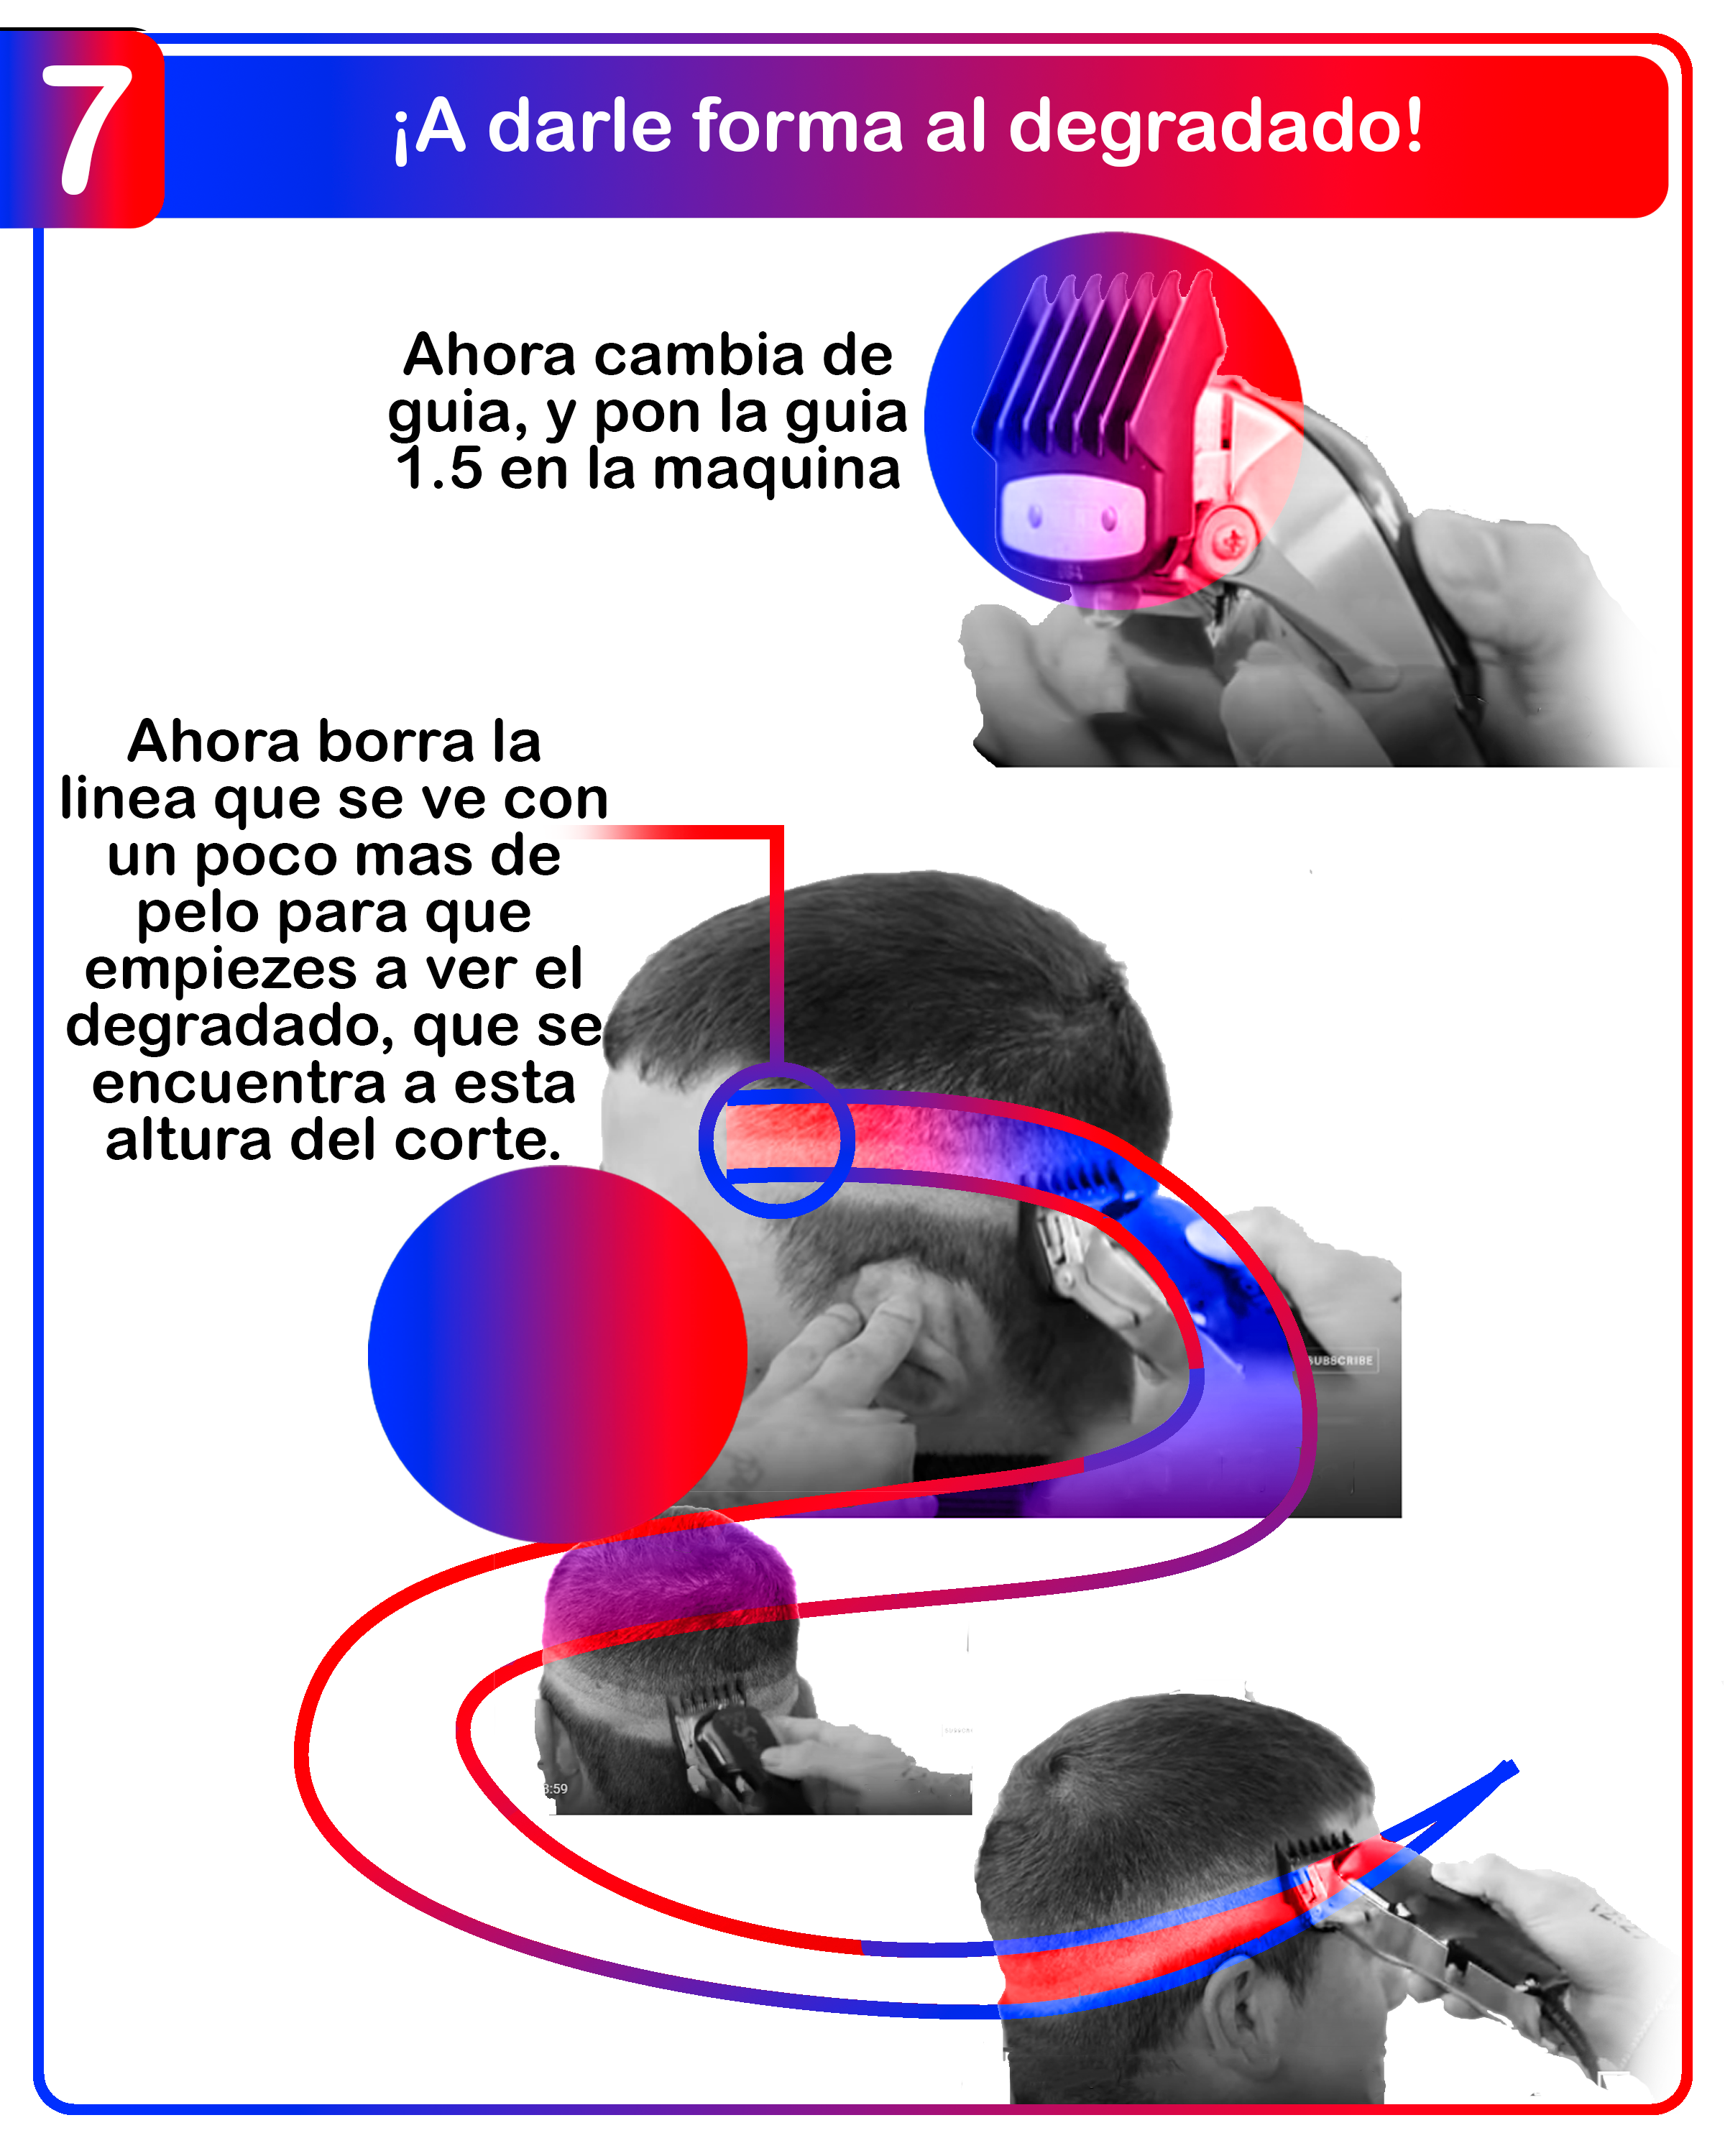 7
¡A darle forma al degradado!
Ahora cambia de
guia, y pon la guia
1.5 en la maquina
Ahora borra la
linea que se ve con
un poco mas de
pelo para que
empiezes a ver el
degradado, que se
encuentra a esta
altura del corte.
SUBSCRIBE
3:59